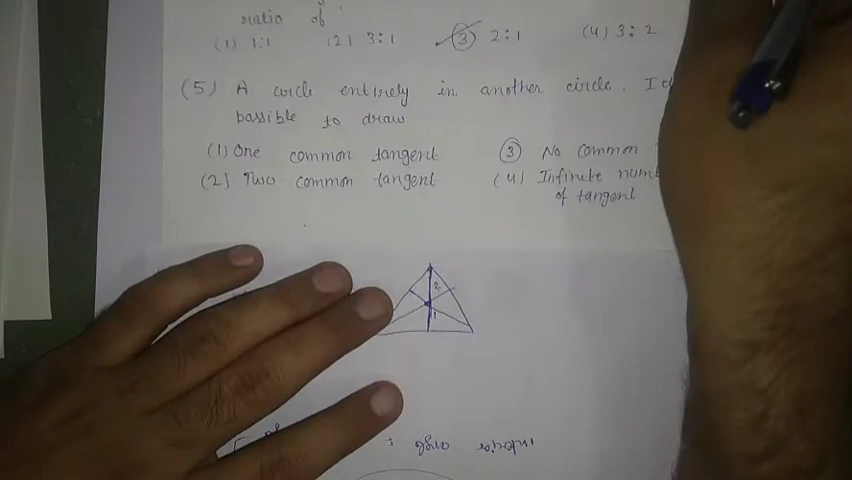 ratio of
(1) 1:1 (2) 3:1 (3) 2:1 (4) 3:2
(5) A circle entirely in another circle. I
possible to draw
(1) One common tangent (3) No common
(2) Two common tangent (4) Infinite num
of tangent
2
1
interior angle